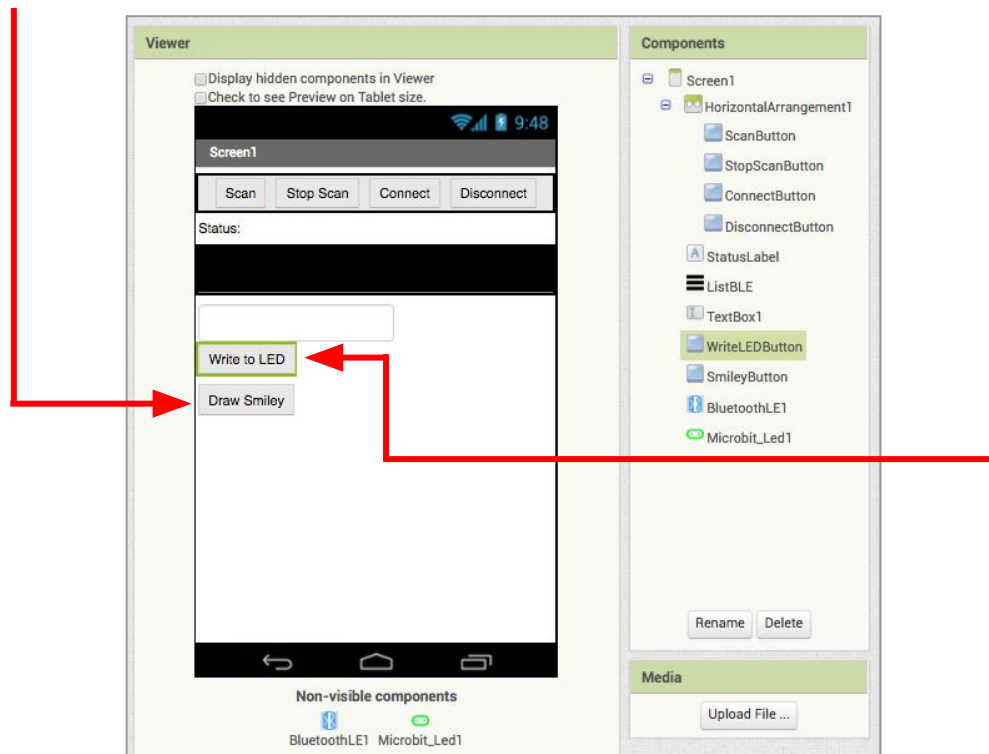 Viewer
Display hidden components in Viewer
Check to see Preview on Tablet size.
9:48
Screen1
Scan Stop Scan Connect Disconnect
Status:
Write to LED
Draw Smiley
Non-visible components
BluetoothLE1 Microbit_Led1
Components
Screen1
HorizontalArrangement1
ScanButton
StopScanButton
ConnectButton
DisconnectButton
A StatusLabel
ListBLE
TextBox1
WriteLEDButton
SmileyButton
BluetoothLE1
Microbit_Led1
Rename Delete
Media
Upload File ...